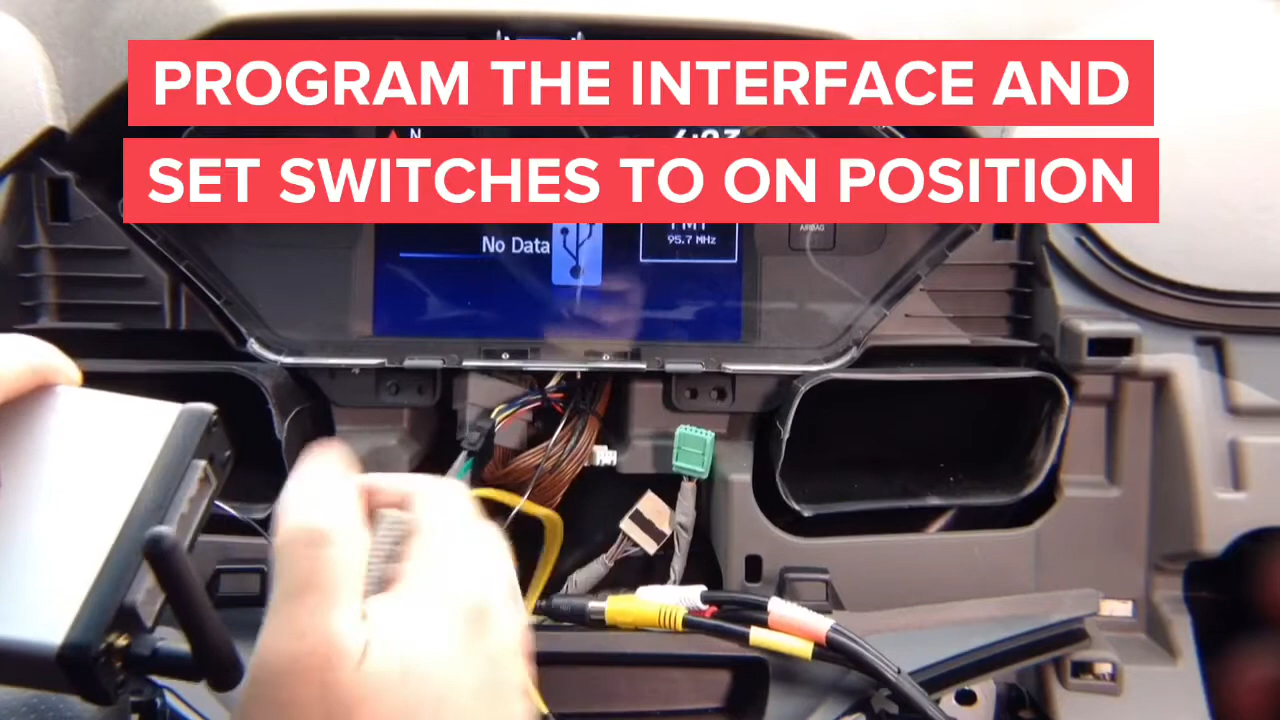 PROGRAM THE INTERFACE AND
N
SET SWITCHES TO ON POSITION
No Data
95.7 MHz
AIRBAG